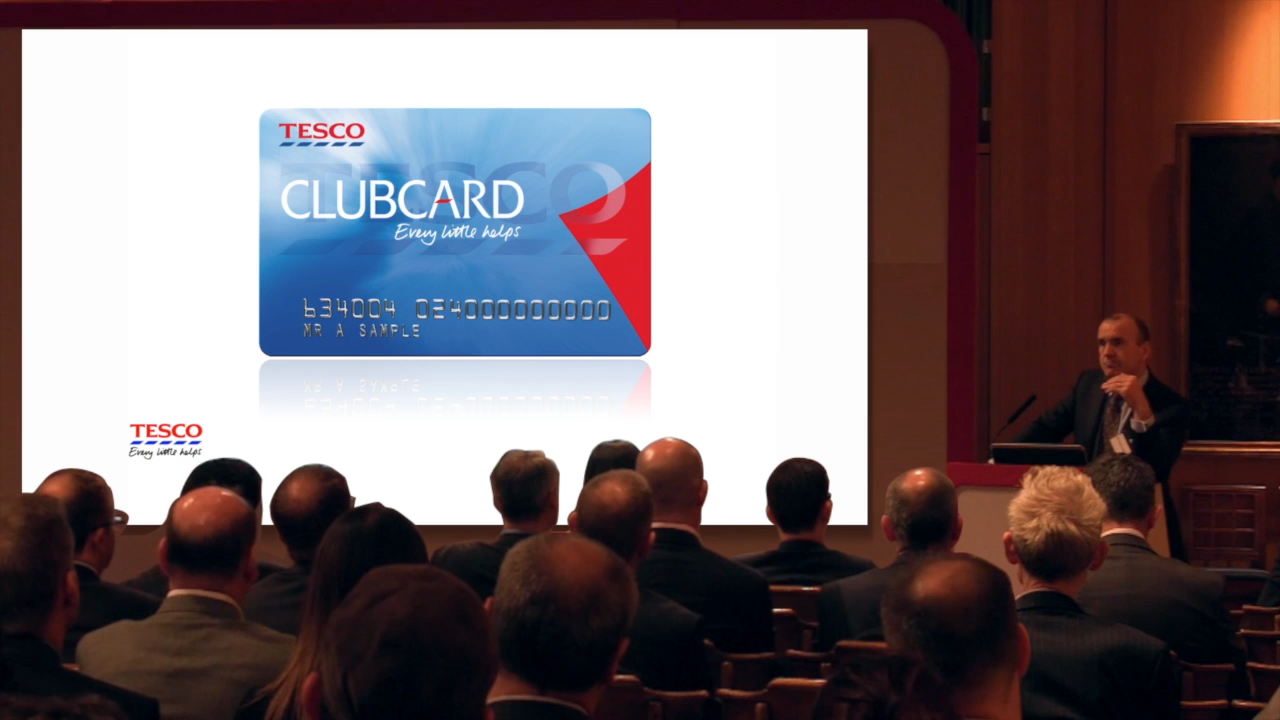 TESCO
CLUBCARD
Every little helps
634004 024000000000
MR A SAMPLE
TESCO
Every little helps